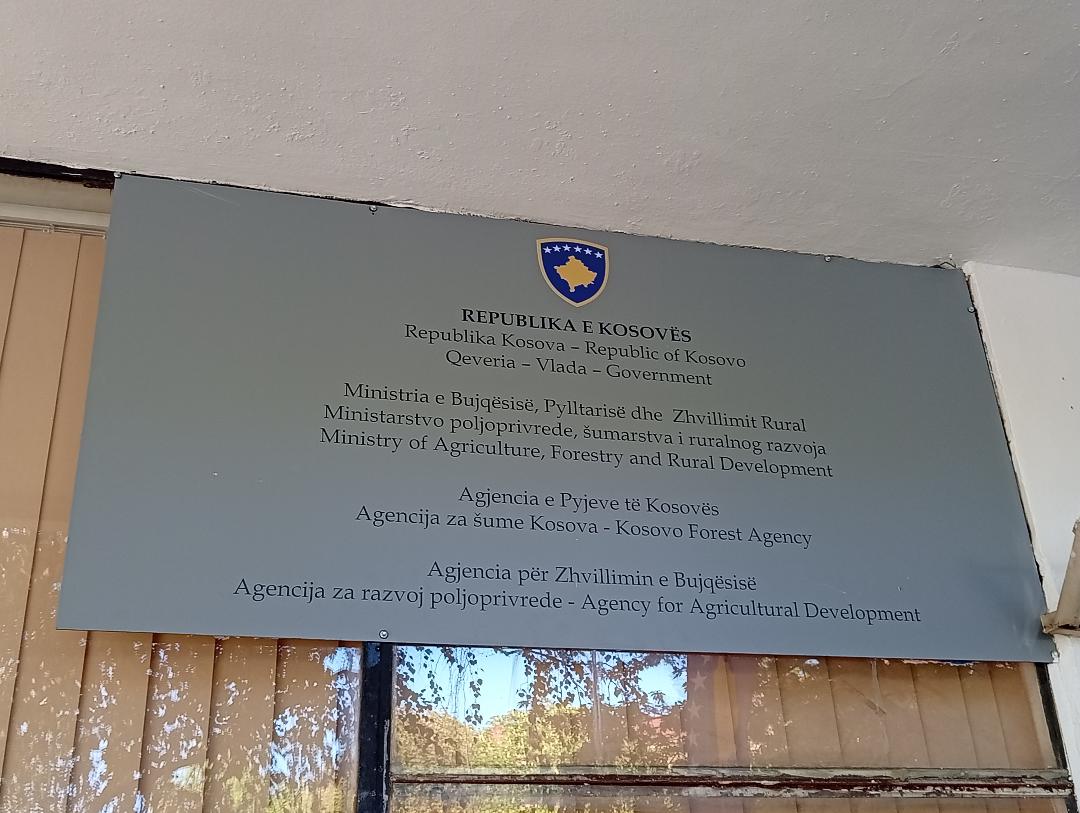 REPUBLIKA E KOSOVËS
Republika Kosova – Republic of Kosovo
Qeveria – Vlada – Government
Ministria e Bujqësisë, Pylltarisë dhe Zhvillimit Rural
Ministarstvo poljoprivrede, šumarstva i ruralnog razvoja
Ministry of Agriculture, Forestry and Rural Development
Agjencia e Pyjeve të Kosovës
Agencija za šume Kosova - Kosovo Forest Agency
Agjencia për Zhvillimin e Bujqësisë
Agencija za razvoj poljoprivrede - Agency for Agricultural Development